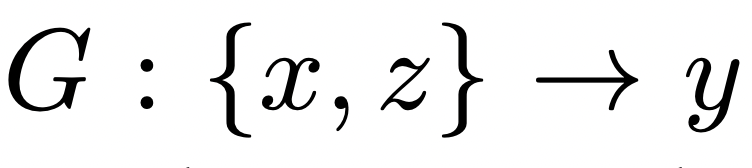 G : {x, z} → y